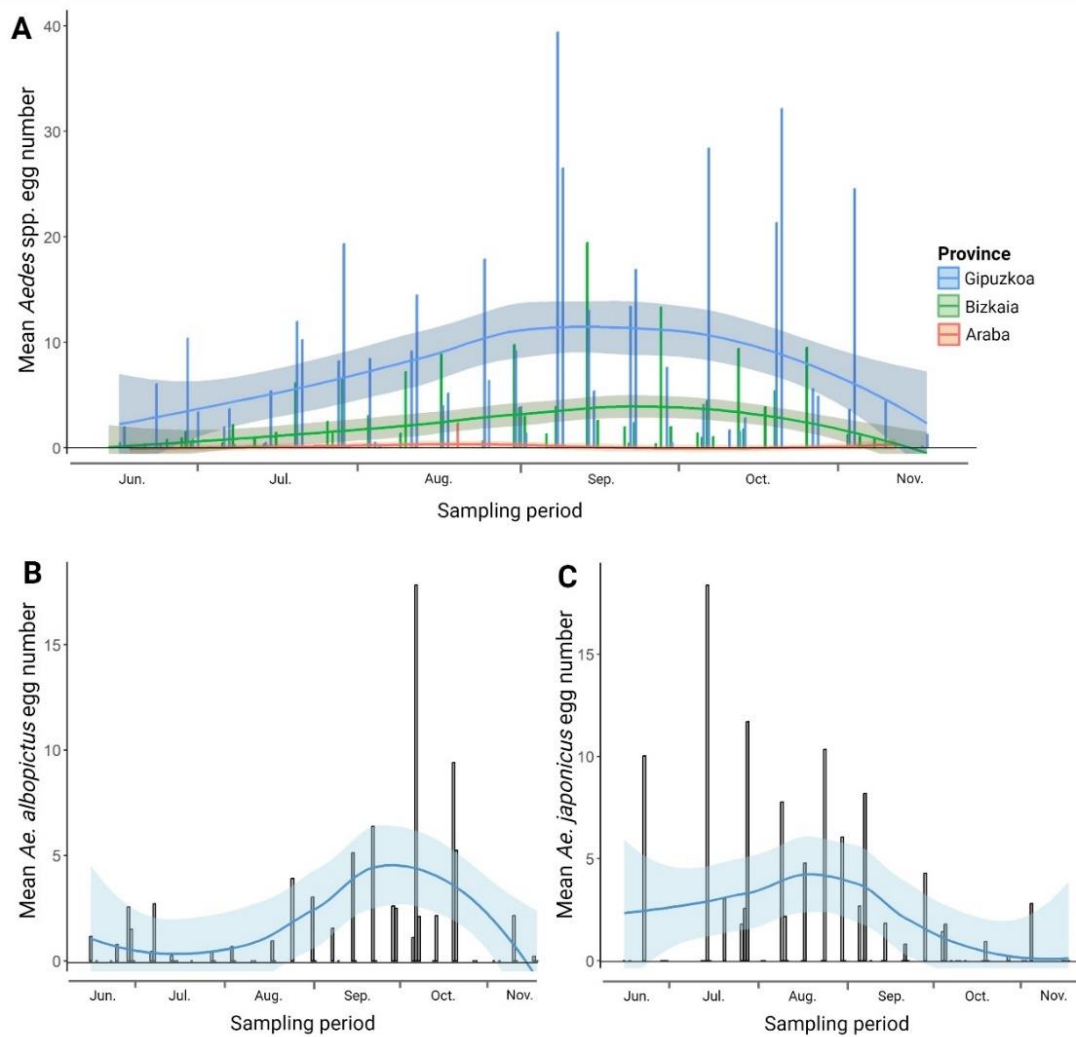 A
Mean Aedes spp. egg number
40
30
20
10
0
Jun. Jul. Aug. Sep. Oct. Nov.
Sampling period
Province
Gipuzkoa
Bizkaia
Araba
B
Mean Ae. albopictus egg number
15
10
5
0
Jun. Jul. Aug. Sep. Oct. Nov.
Sampling period
C
Mean Ae. japonicus egg number
15
10
5
0
Jun. Jul. Aug. Sep. Oct. Nov.
Sampling period